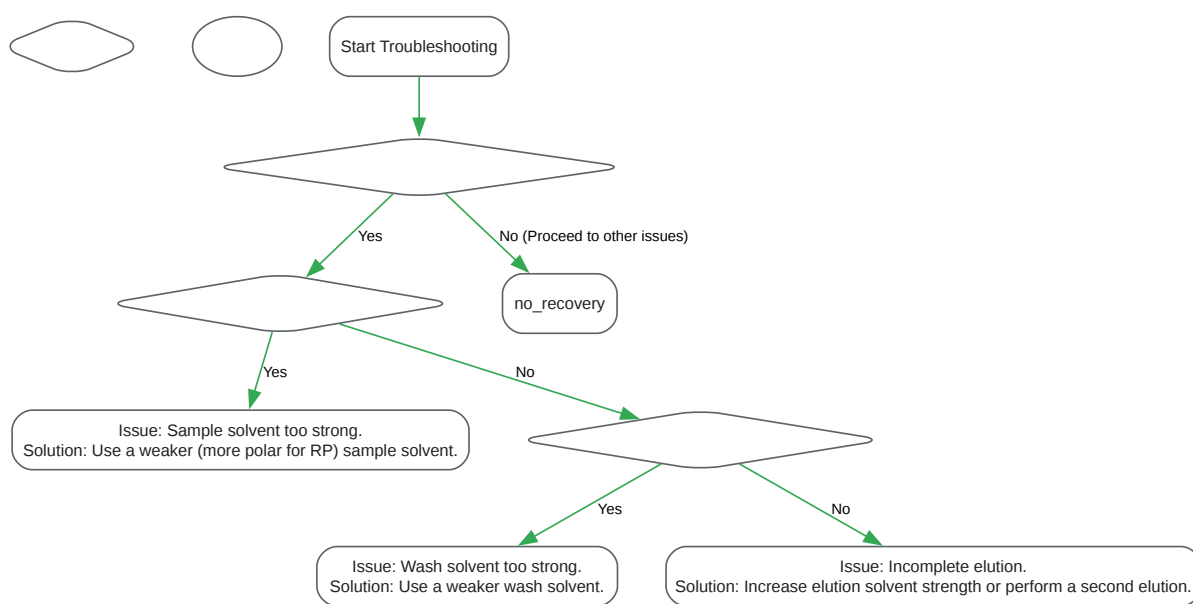 Start Troubleshooting
Yes
No (Proceed to other issues)
no_recovery
Yes
No
Issue: Sample solvent too strong.
Solution: Use a weaker (more polar for RP) sample solvent.
Yes
No
Issue: Wash solvent too strong.
Solution: Use a weaker wash solvent.
Issue: Incomplete elution.
Solution: Increase elution solvent strength or perform a second elution.